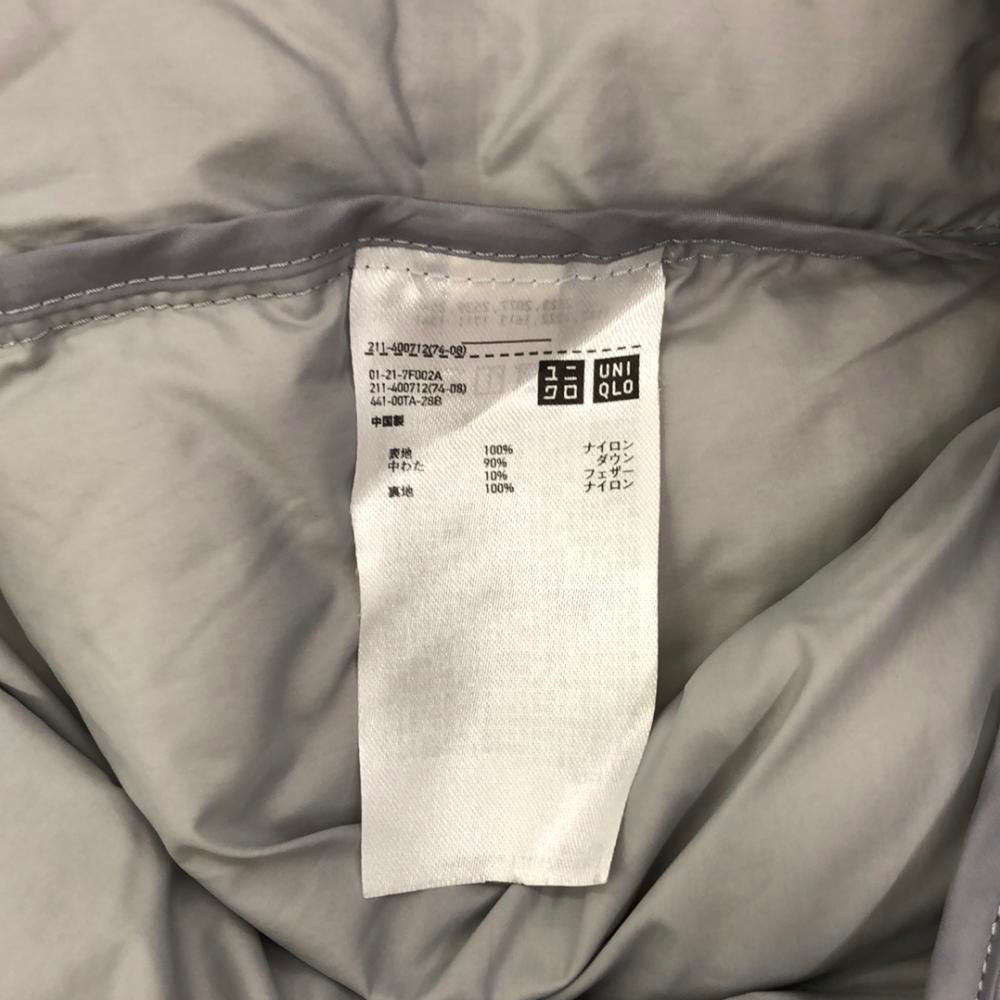 211-400712(74-08)
01-21-7F002A
211-400712(74-08)
441-00TA-28B
ユニクロ
UNIQLO
中国製
表地 100% ナイロン
中わた 90% ダウン
10% フェザー
裏地 100% ナイロン